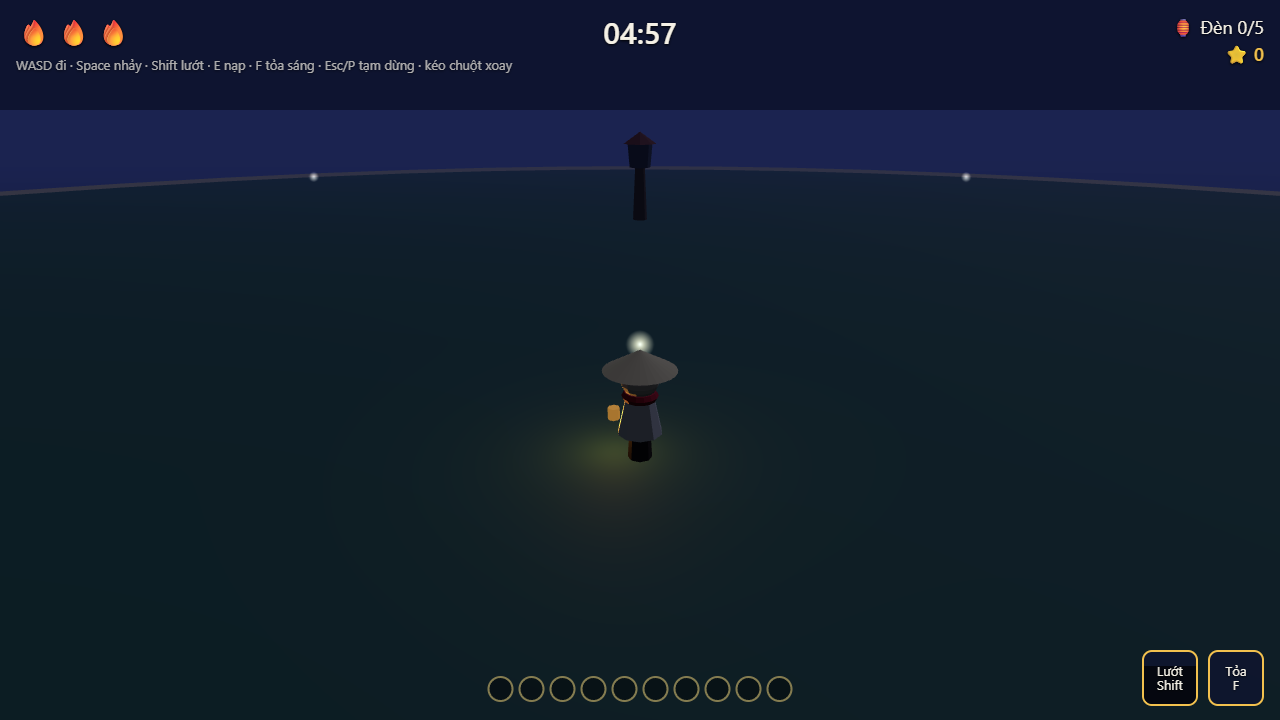 04:57
Đèn 0/5
0
WASD đi · Space nhảy · Shift lướt · E nạp · F tỏa sáng · Esc/P tạm dừng · kéo chuột xoay
Lướt
Shift
Tỏa
F